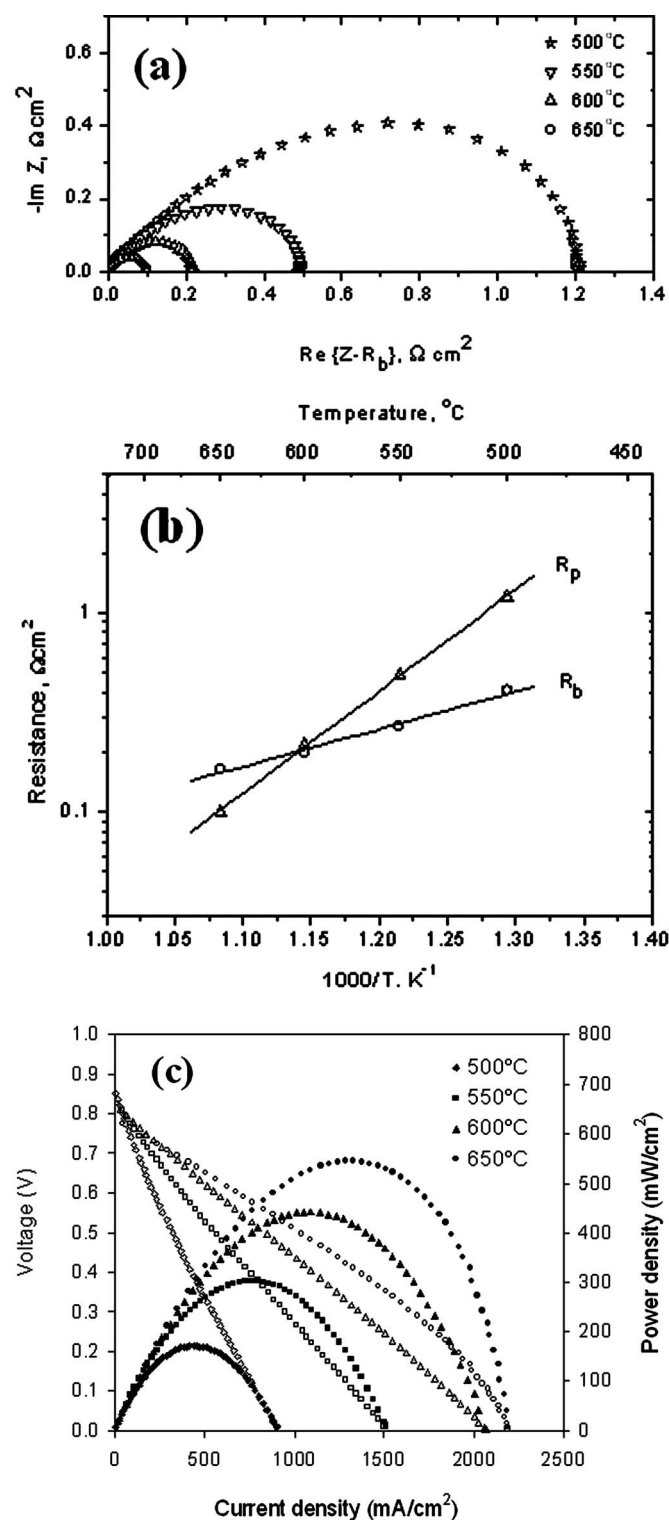 (a)
0.6
0.4
0.2
0.0
-Im Z, Ω cm²
500°C
550°C
600°C
650°C
0.0 0.2 0.4 0.6 0.8 1.0 1.2 1.4
Re {Z-R_b}, Ω cm²
Temperature, °C
700 650 600 550 500 450
(b)
1
0.1
Resistance, Ωcm²
R_p
R_b
1.00 1.05 1.10 1.15 1.20 1.25 1.30 1.35 1.40
1000/T. K⁻¹
(c)
1.0
0.9
0.8
0.7
0.6
0.5
0.4
0.3
0.2
0.1
0.0
Voltage (V)
500°C
550°C
600°C
650°C
800
700
600
500
400
300
200
100
0
Power density (mW/cm²)
0 500 1000 1500 2000 2500
Current density (mA/cm²)